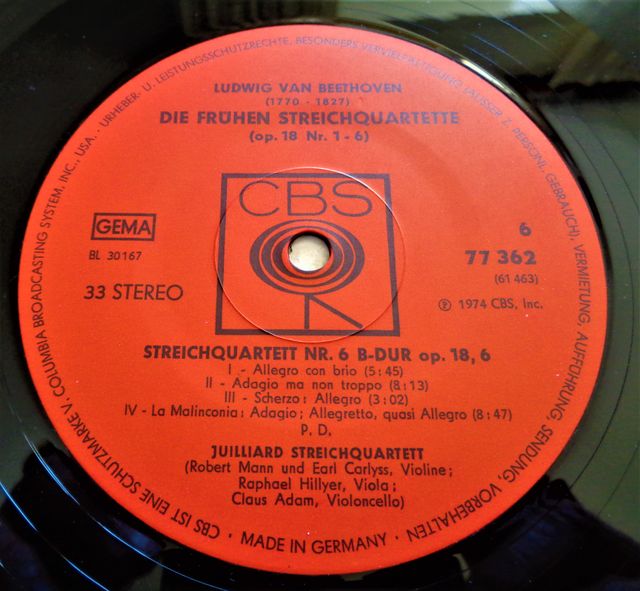 LUDWIG VAN BEETHOVEN
(1770 - 1827)
DIE FRÜHEN STREICHQUARTETTE
(op. 18 Nr. 1 - 6)
CBS
GEMA
BL 30167
33 STEREO
6
77 362
(61 463)
Ⓟ 1974 CBS, Inc.
STREICHQUARTETT NR. 6 B-DUR op. 18, 6
I - Allegro con brio (5:45)
II - Adagio ma non troppo (8:13)
III - Scherzo: Allegro (3:02)
IV - La Malinconia: Adagio; Allegretto, quasi Allegro (8:47)
P. D.
JUILLIARD STREICHQUARTETT
(Robert Mann und Earl Carlyss, Violine;
Raphael Hillyer, Viola;
Claus Adam, Violoncello)
CBS IST EINE SCHUTZMARKE V. COLUMBIA BROADCASTING SYSTEM, INC., USA. · URHEBER- U. LEISTUNGSSCHUTZRECHTE, BESONDERS VERVIELFÄLTIGUNG (AUSSER Z. PERSÖNL. GEBRAUCH), VERMIETUNG, AUFFÜHRUNG, SENDUNG, VORBEHALTEN · MADE IN GERMANY ·